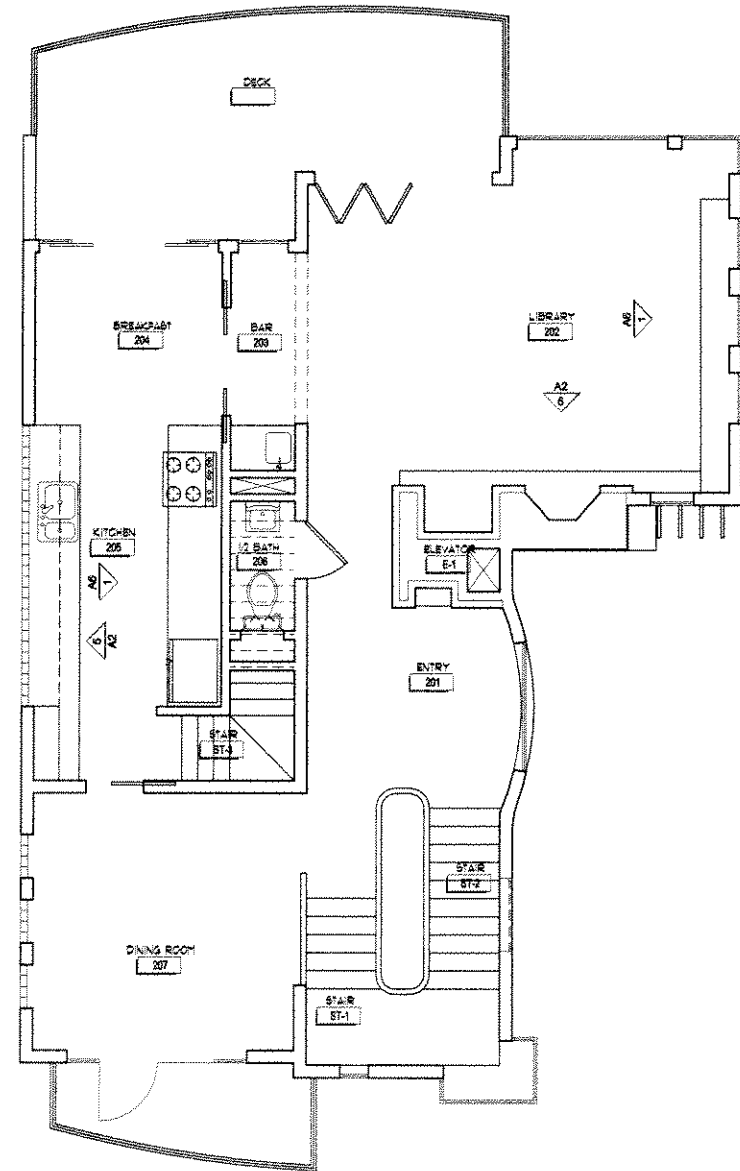 DECK
BREAKFAST
204
BAR
203
LIBRARY
202
A6
1
A2
6
KITCHEN
205
1/2 BATH
206
ELEVATOR
E-1
A6
1
5
A2
ENTRY
201
STAIR
ST-3
STAIR
ST-2
DINING ROOM
207
STAIR
ST-1